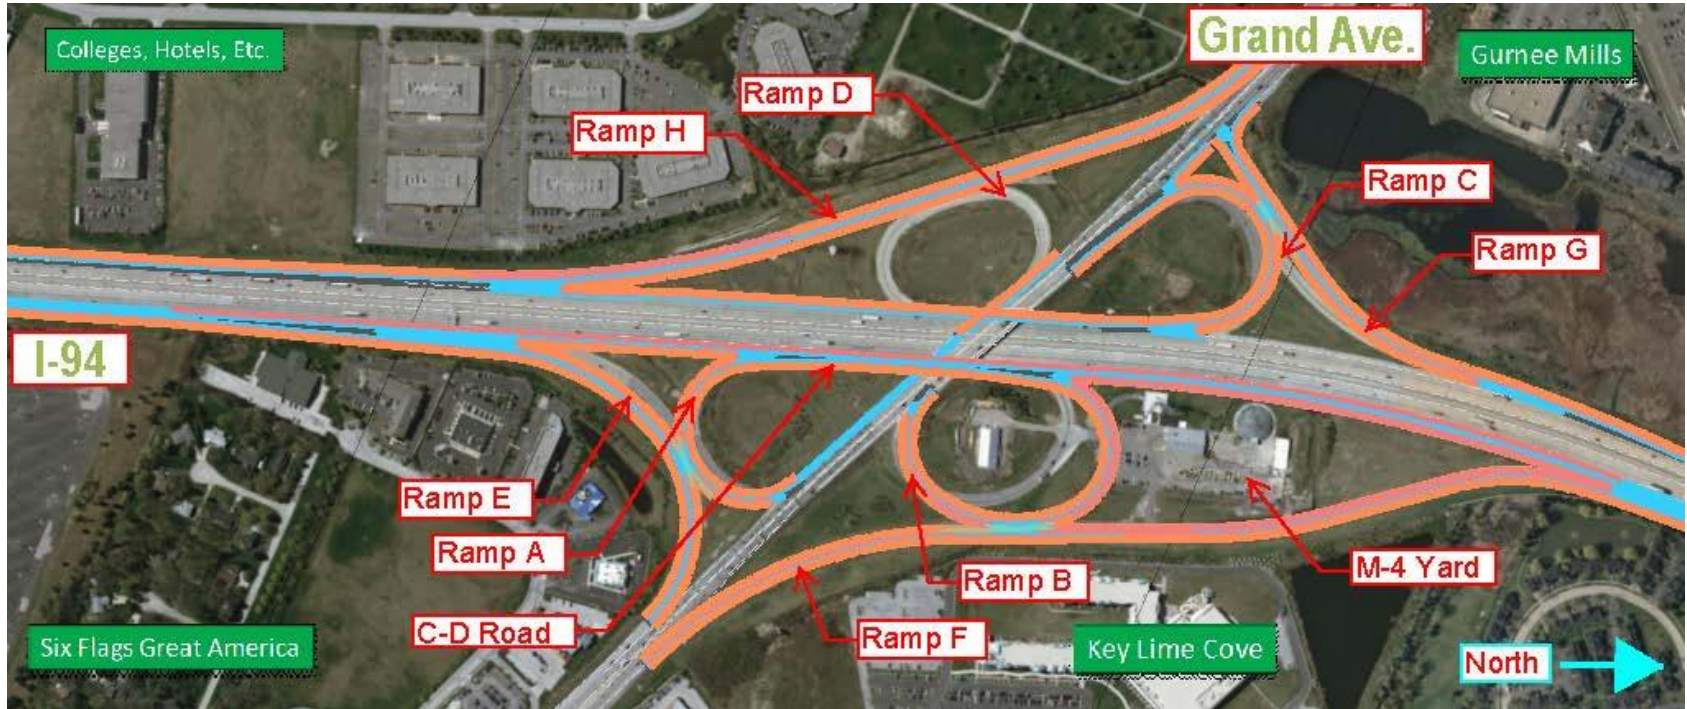 Grand Ave.
Colleges, Hotels, Etc.
Gurnee Mills
Ramp D
Ramp H
Ramp C
Ramp G
I-94
Ramp E
Ramp A
C-D Road
Ramp B
Ramp F
M-4 Yard
Six Flags Great America
Key Lime Cove
North